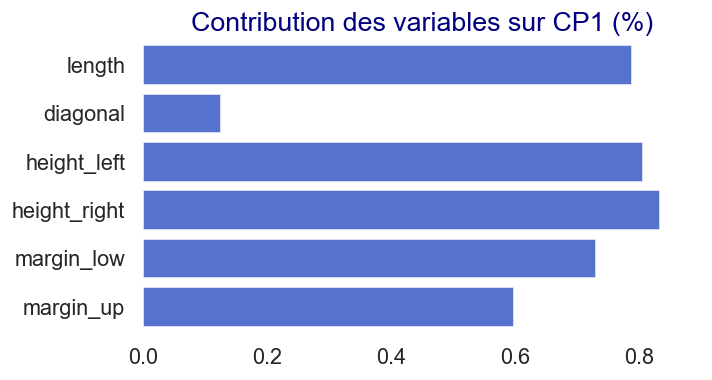 Contribution des variables sur CP1 (%)
length
diagonal
height_left
height_right
margin_low
margin_up
0.0 0.2 0.4 0.6 0.8